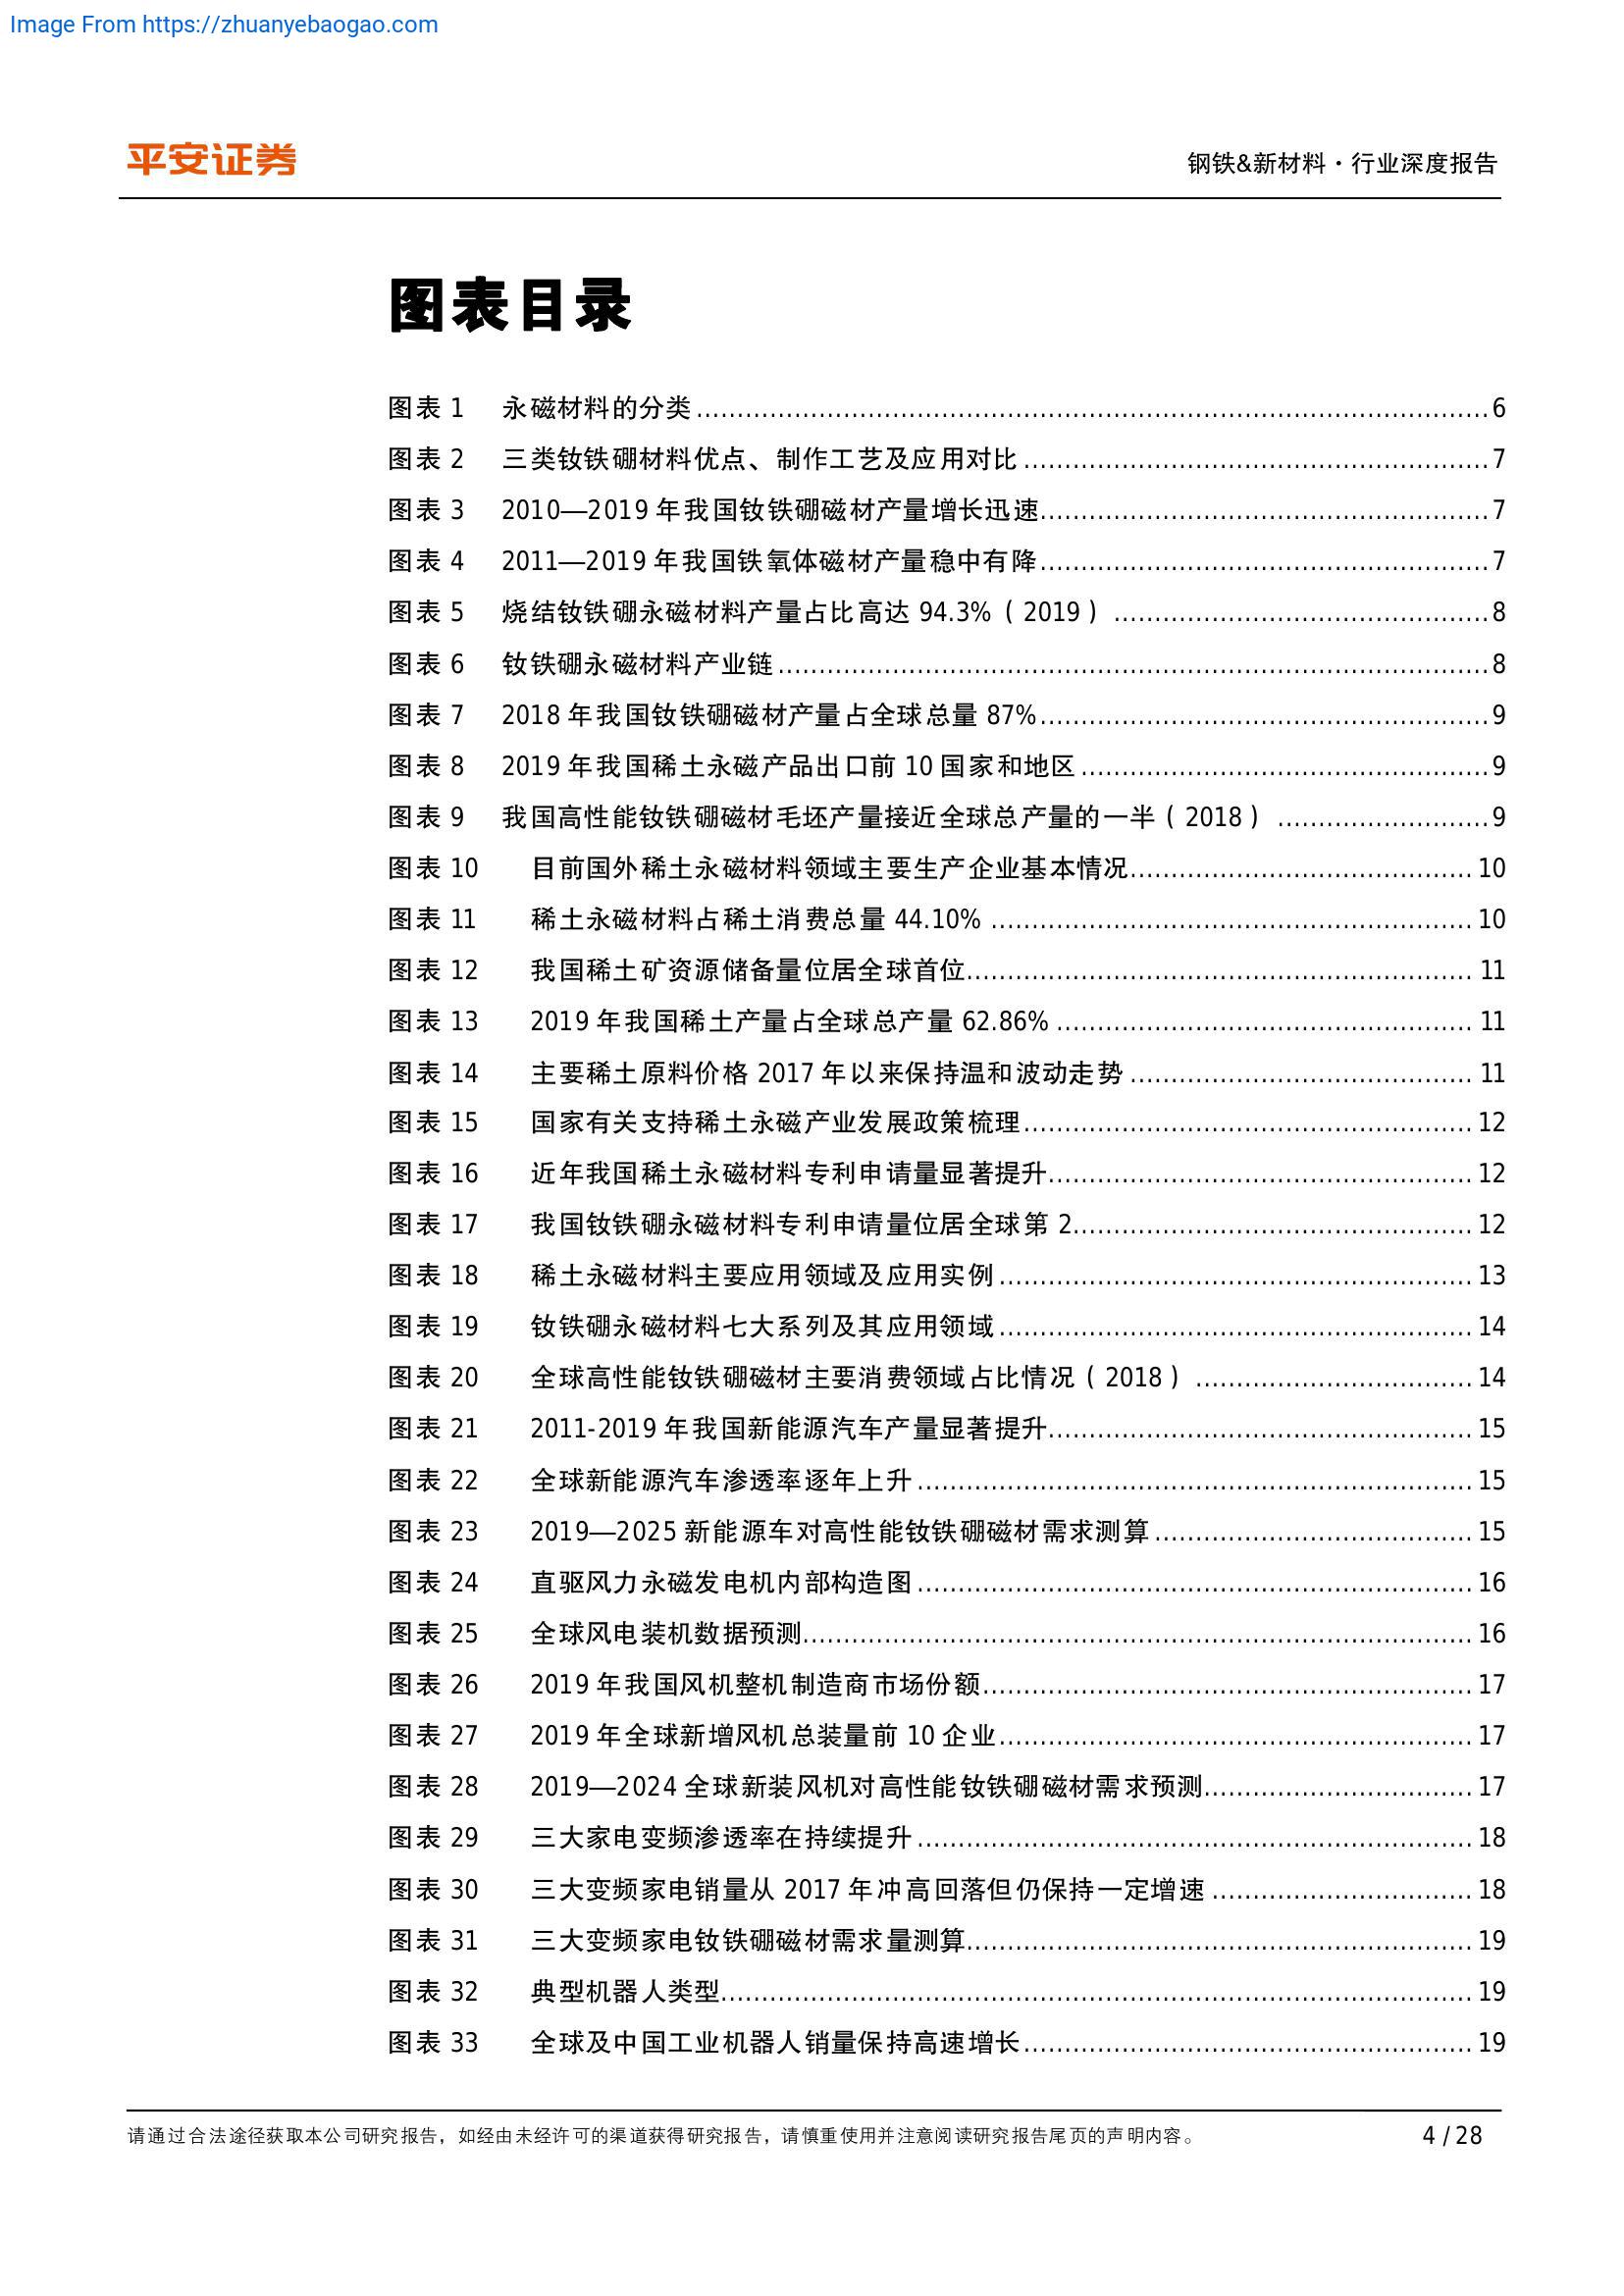 Image From https://zhuanyebaogao.com
平安证券
钢铁&新材料·行业深度报告
图表目录
图表 1 永磁材料的分类 6
图表 2 三类钕铁硼材料优点、制作工艺及应用对比 7
图表 3 2010—2019 年我国钕铁硼磁材产量增长迅速 7
图表 4 2011—2019 年我国铁氧体磁材产量稳中有降 7
图表 5 烧结钕铁硼永磁材料产量占比高达 94.3%（2019） 8
图表 6 钕铁硼永磁材料产业链 8
图表 7 2018 年我国钕铁硼磁材产量占全球总量 87% 9
图表 8 2019 年我国稀土永磁产品出口前 10 国家和地区 9
图表 9 我国高性能钕铁硼磁材毛坯产量接近全球总产量的一半（2018） 9
图表 10 目前国外稀土永磁材料领域主要生产企业基本情况 10
图表 11 稀土永磁材料占稀土消费总量 44.10% 10
图表 12 我国稀土矿资源储备量位居全球首位 11
图表 13 2019 年我国稀土产量占全球总产量 62.86% 11
图表 14 主要稀土原料价格 2017 年以来保持温和波动走势 11
图表 15 国家有关支持稀土永磁产业发展政策梳理 12
图表 16 近年我国稀土永磁材料专利申请量显著提升 12
图表 17 我国钕铁硼永磁材料专利申请量位居全球第 2 12
图表 18 稀土永磁材料主要应用领域及应用实例 13
图表 19 钕铁硼永磁材料七大系列及其应用领域 14
图表 20 全球高性能钕铁硼磁材主要消费领域占比情况（2018） 14
图表 21 2011-2019 年我国新能源汽车产量显著提升 15
图表 22 全球新能源汽车渗透率逐年上升 15
图表 23 2019—2025 新能源车对高性能钕铁硼磁材需求测算 15
图表 24 直驱风力永磁发电机内部构造图 16
图表 25 全球风电装机数据预测 16
图表 26 2019 年我国风机整机制造商市场份额 17
图表 27 2019 年全球新增风机总装量前 10 企业 17
图表 28 2019—2024 全球新装风机对高性能钕铁硼磁材需求预测 17
图表 29 三大家电变频渗透率在持续提升 18
图表 30 三大变频家电销量从 2017 年冲高回落但仍保持一定增速 18
图表 31 三大变频家电钕铁硼磁材需求量测算 19
图表 32 典型机器人类型 19
图表 33 全球及中国工业机器人销量保持高速增长 19
请通过合法途径获取本公司研究报告，如经由未经许可的渠道获得研究报告，请慎重使用并注意阅读研究报告尾页的声明内容。 4 / 28